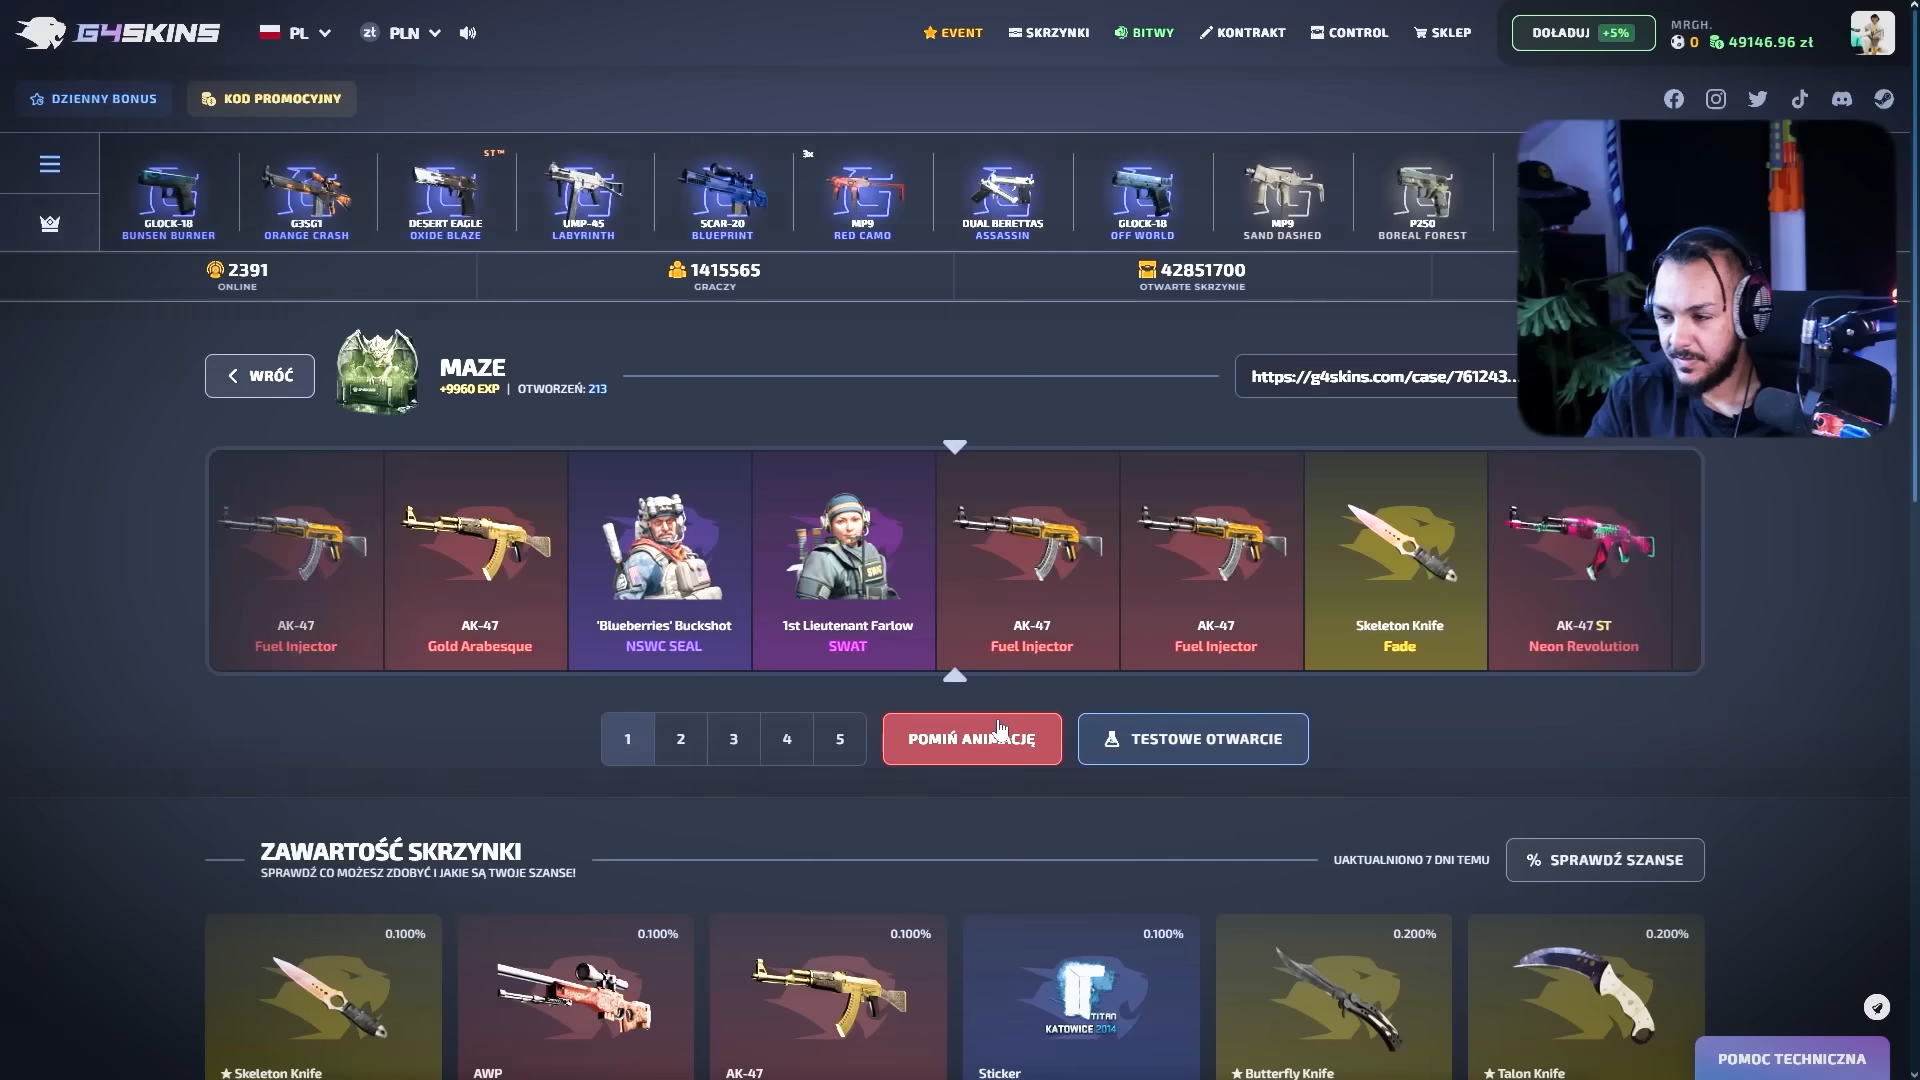 G4SKINS
PL
zł PLN
EVENT
SKRZYNKI
BITWY
KONTRAKT
CONTROL
SKLEP
DOŁADUJ +5%
MRGH.
0 49146.96 zł
DZIENNY BONUS
KOD PROMOCYJNY
GLOCK-18
BUNSEN BURNER
G3SG1
ORANGE CRASH
ST™
DESERT EAGLE
OXIDE BLAZE
UMP-45
LABYRINTH
SCAR-20
BLUEPRINT
3x
MP9
RED CAMO
DUAL BERETTAS
ASSASSIN
GLOCK-18
OFF WORLD
MP9
SAND DASHED
P250
BOREAL FOREST
2391
ONLINE
1415565
GRACZY
42851700
OTWARTE SKRZYNIE
WRÓĆ
MAZE
+9960 EXP | OTWORZEŃ: 213
https://g4skins.com/case/761243...
AK-47
Fuel Injector
AK-47
Gold Arabesque
'Blueberries' Buckshot
NSWC SEAL
1st Lieutenant Farlow
SWAT
AK-47
Fuel Injector
AK-47
Fuel Injector
Skeleton Knife
Fade
AK-47 ST
Neon Revolution
1 2 3 4 5
POMIŃ ANIMACJĘ
TESTOWE OTWARCIE
ZAWARTOŚĆ SKRZYNKI
SPRAWDŹ CO MOŻESZ ZDOBYĆ I JAKIE SĄ TWOJE SZANSE!
UAKTUALNIONO 7 DNI TEMU
% SPRAWDŹ SZANSE
0.100%
★ Skeleton Knife
0.100%
AWP
0.100%
AK-47
0.100%
TITAN
KATOWICE 2014
Sticker
0.200%
★ Butterfly Knife
0.200%
★ Talon Knife
POMOC TECHNICZNA